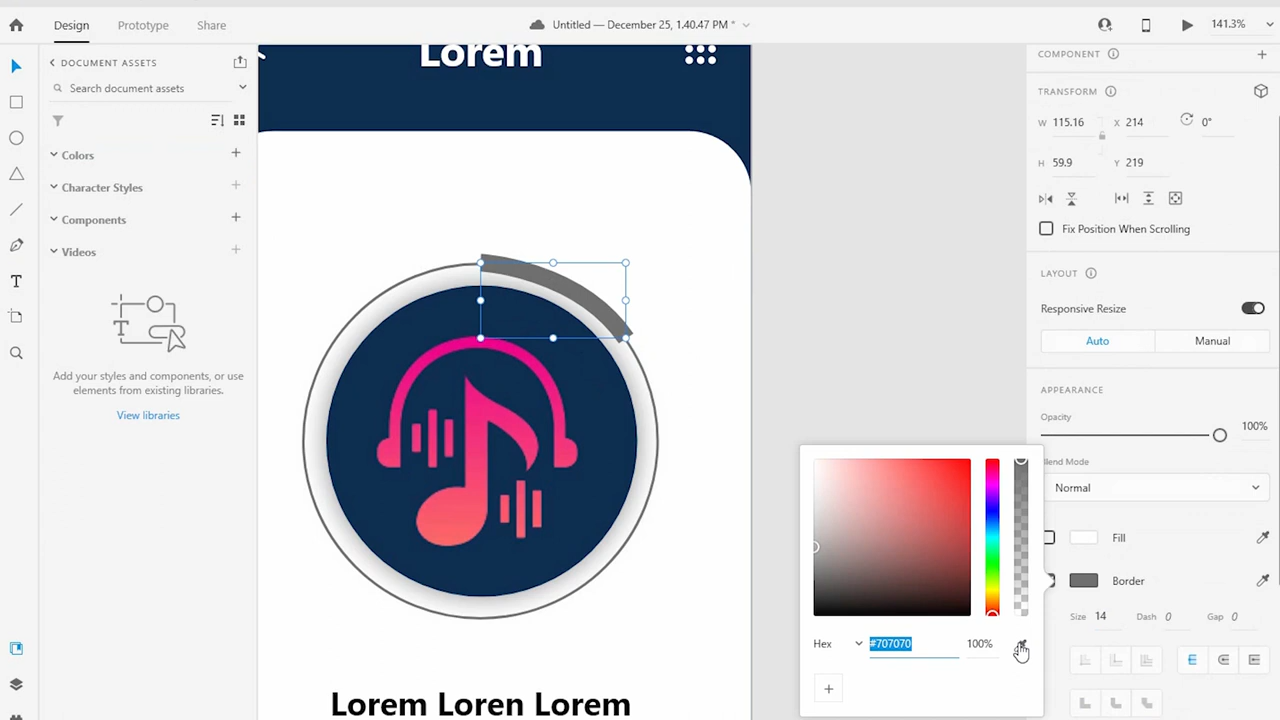 Design Prototype Share Untitled — December 25, 1.40.47 PM * 141.3%
DOCUMENT ASSETS
Search document assets
Colors
Character Styles
Components
Videos
Add your styles and components, or use
elements from existing libraries.
View libraries
Lorem
Lorem Loren Lorem
COMPONENT
TRANSFORM
W 115.16 X 214 0°
H 59.9 Y 219
Fix Position When Scrolling
LAYOUT
Responsive Resize
Auto Manual
APPEARANCE
Opacity
100%
Blend Mode
Normal
Fill
Border
Size 14 Dash 0 Gap 0
Hex #707070 100%